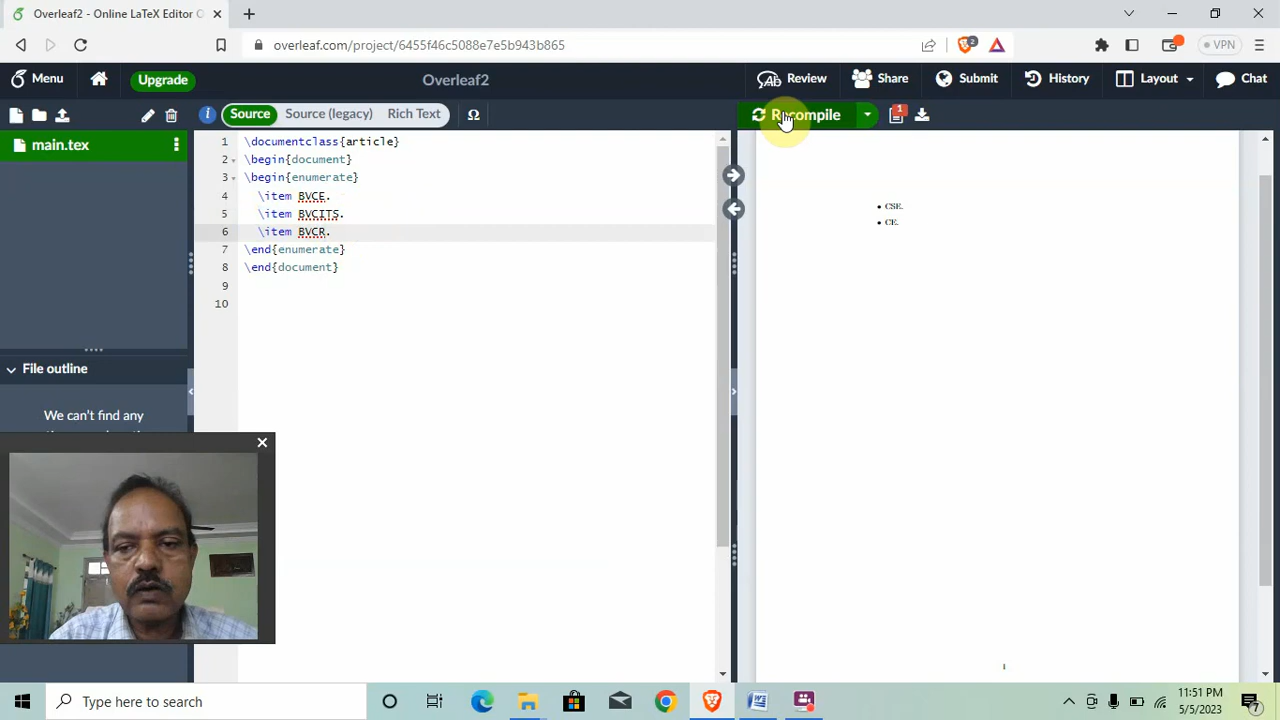 Overleaf2 - Online LaTeX Editor O
overleaf.com/project/6455f46c5088e7e5b943b865
2
VPN
Menu
Upgrade
Overleaf2
Review
Share
Submit
History
Layout
Chat
Source
Source (legacy)
Rich Text
Ω
Recompile
1
main.tex
1 \documentclass{article}
2 \begin{document}
3 \begin{enumerate}
4 \item BVCE.
5 \item BVCITS.
6 \item BVCR.
7 \end{enumerate}
8 \end{document}
9
10
• CSE.
• CE.
1
File outline
We can't find any
Type here to search
11:51 PM
5/5/2023
7